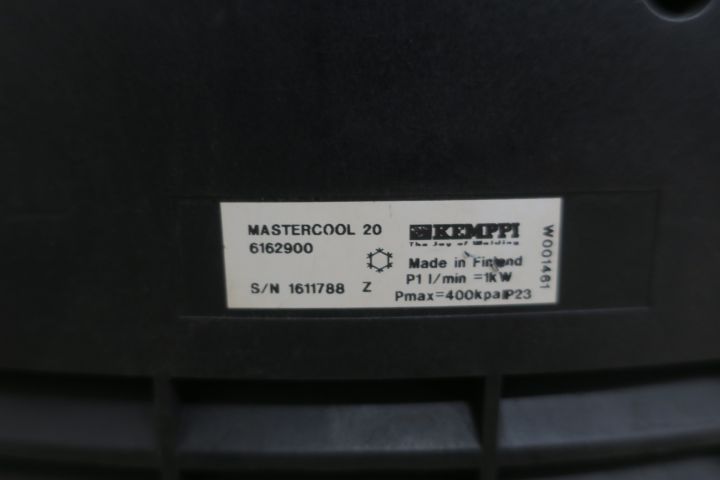 MASTERCOOL 20
6162900
S/N 1611788 Z
KEMPPI
The Joy of Welding
Made in Finland
P1 l/min =1kW
Pmax=400kpa IP23
W001461